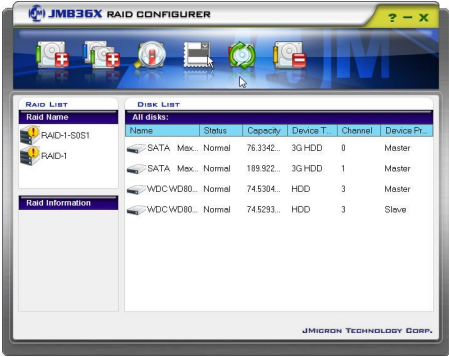 JM JMB36X RAID CONFIGURER
? – X
RAID LIST
Raid Name
RAID-1-S0S1
RAID-1
Raid Information
DISK LIST
All disks:
Name Status Capacity Device T... Channel Device Pr...
SATA Max... Normal 76.3342... 3G HDD 0 Master
SATA Max... Normal 189.922... 3G HDD 1 Master
WDC WD80... Normal 74.5304... HDD 3 Master
WDC WD80... Normal 74.5293... HDD 3 Slave
JMICRON TECHNOLOGY CORP.